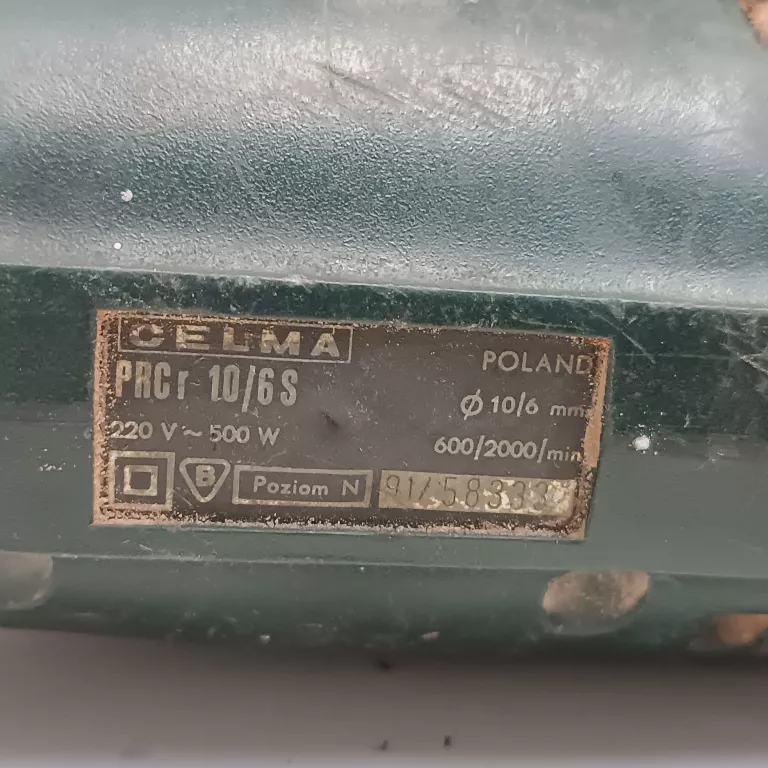 CELMA
POLAND
PRCr 10/6 S
Ø 10/6 mm
220 V ~ 500 W
600/2000/min
B
Poziom N